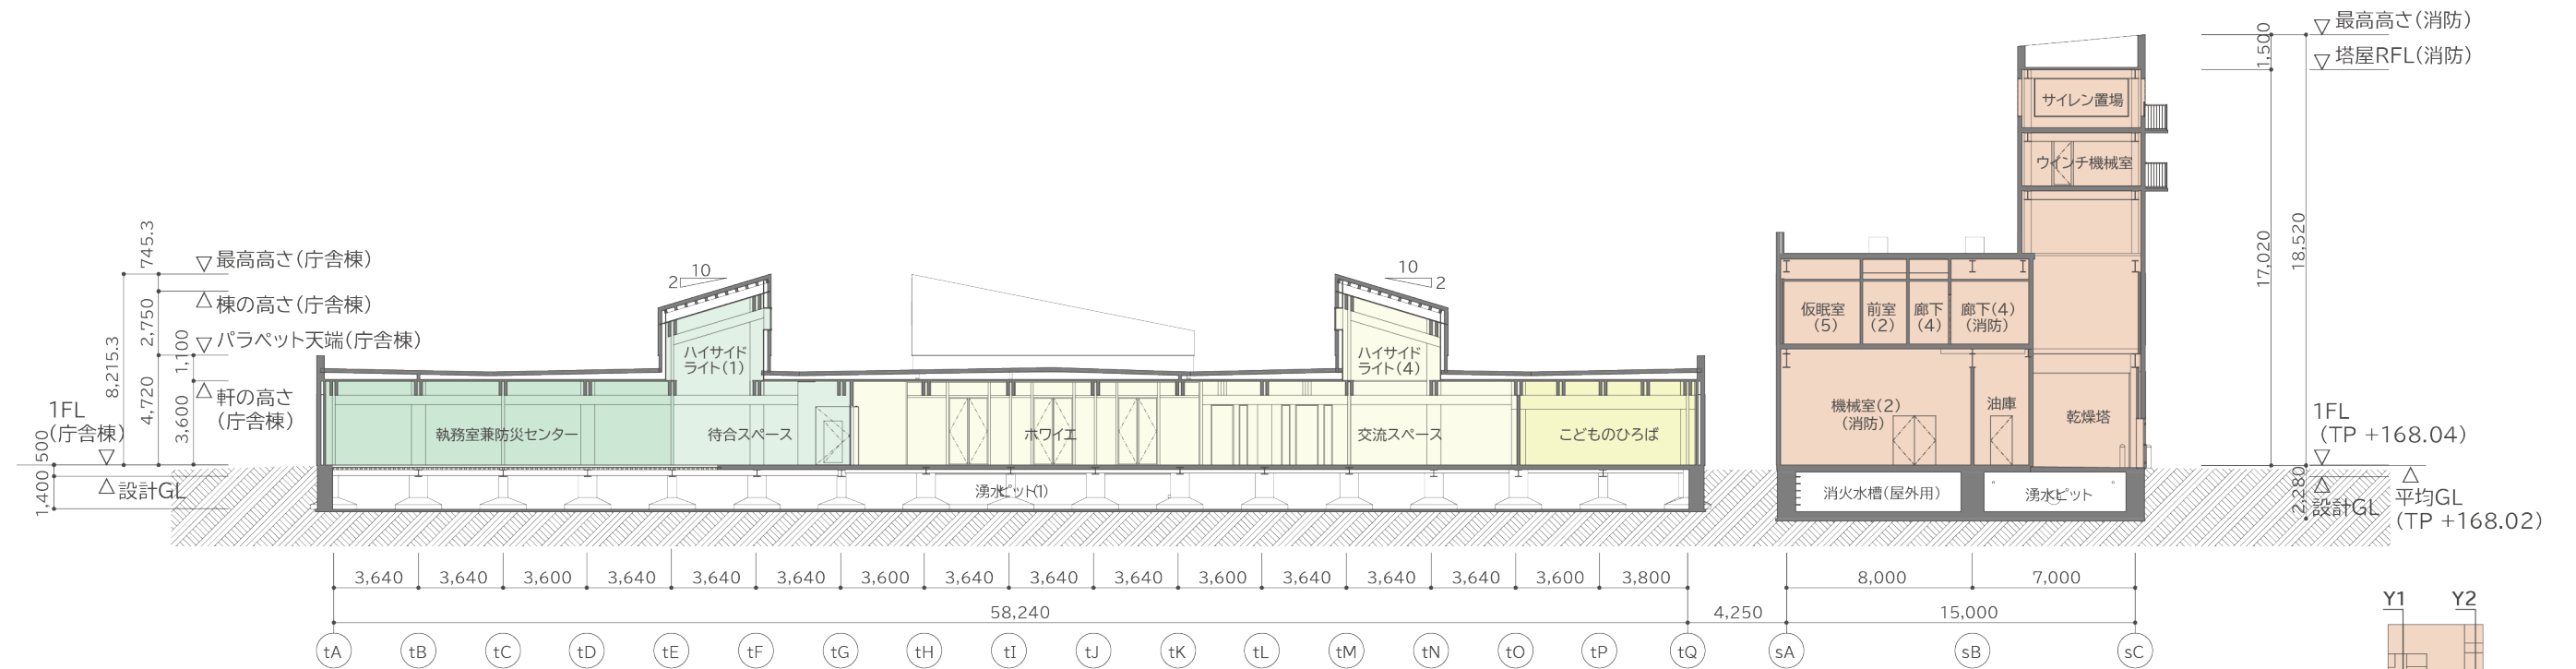 最高高さ(消防)
塔屋RFL(消防)
1,500
17,020
18,520
サイレン置場
ウインチ機械室
745.3
2,750
8,215.3
4,720
1,100
3,600
最高高さ(庁舎棟)
棟の高さ(庁舎棟)
パラペット天端(庁舎棟)
軒の高さ
(庁舎棟)
1FL
(庁舎棟)
500
1,400
設計GL
10
2
10
2
ハイサイド
ライト(1)
ハイサイド
ライト(4)
執務室兼防災センター
待合スペース
ホワイエ
交流スペース
こどものひろば
湧水ピット(1)
仮眠室
(5)
前室
(2)
廊下
(4)
廊下(4)
(消防)
機械室(2)
(消防)
油庫
乾燥塔
消火水槽(屋外用)
湧水ピット
1FL
(TP +168.04)
2,280
設計GL
平均GL
(TP +168.02)
3,640 3,640 3,600 3,640 3,640 3,640 3,600 3,640 3,640 3,640 3,600 3,640 3,640 3,640 3,600 3,800 8,000 7,000
58,240 4,250 15,000
tA tB tC tD tE tF tG tH tI tJ tK tL tM tN tO tP tQ sA sB sC
Y1 Y2